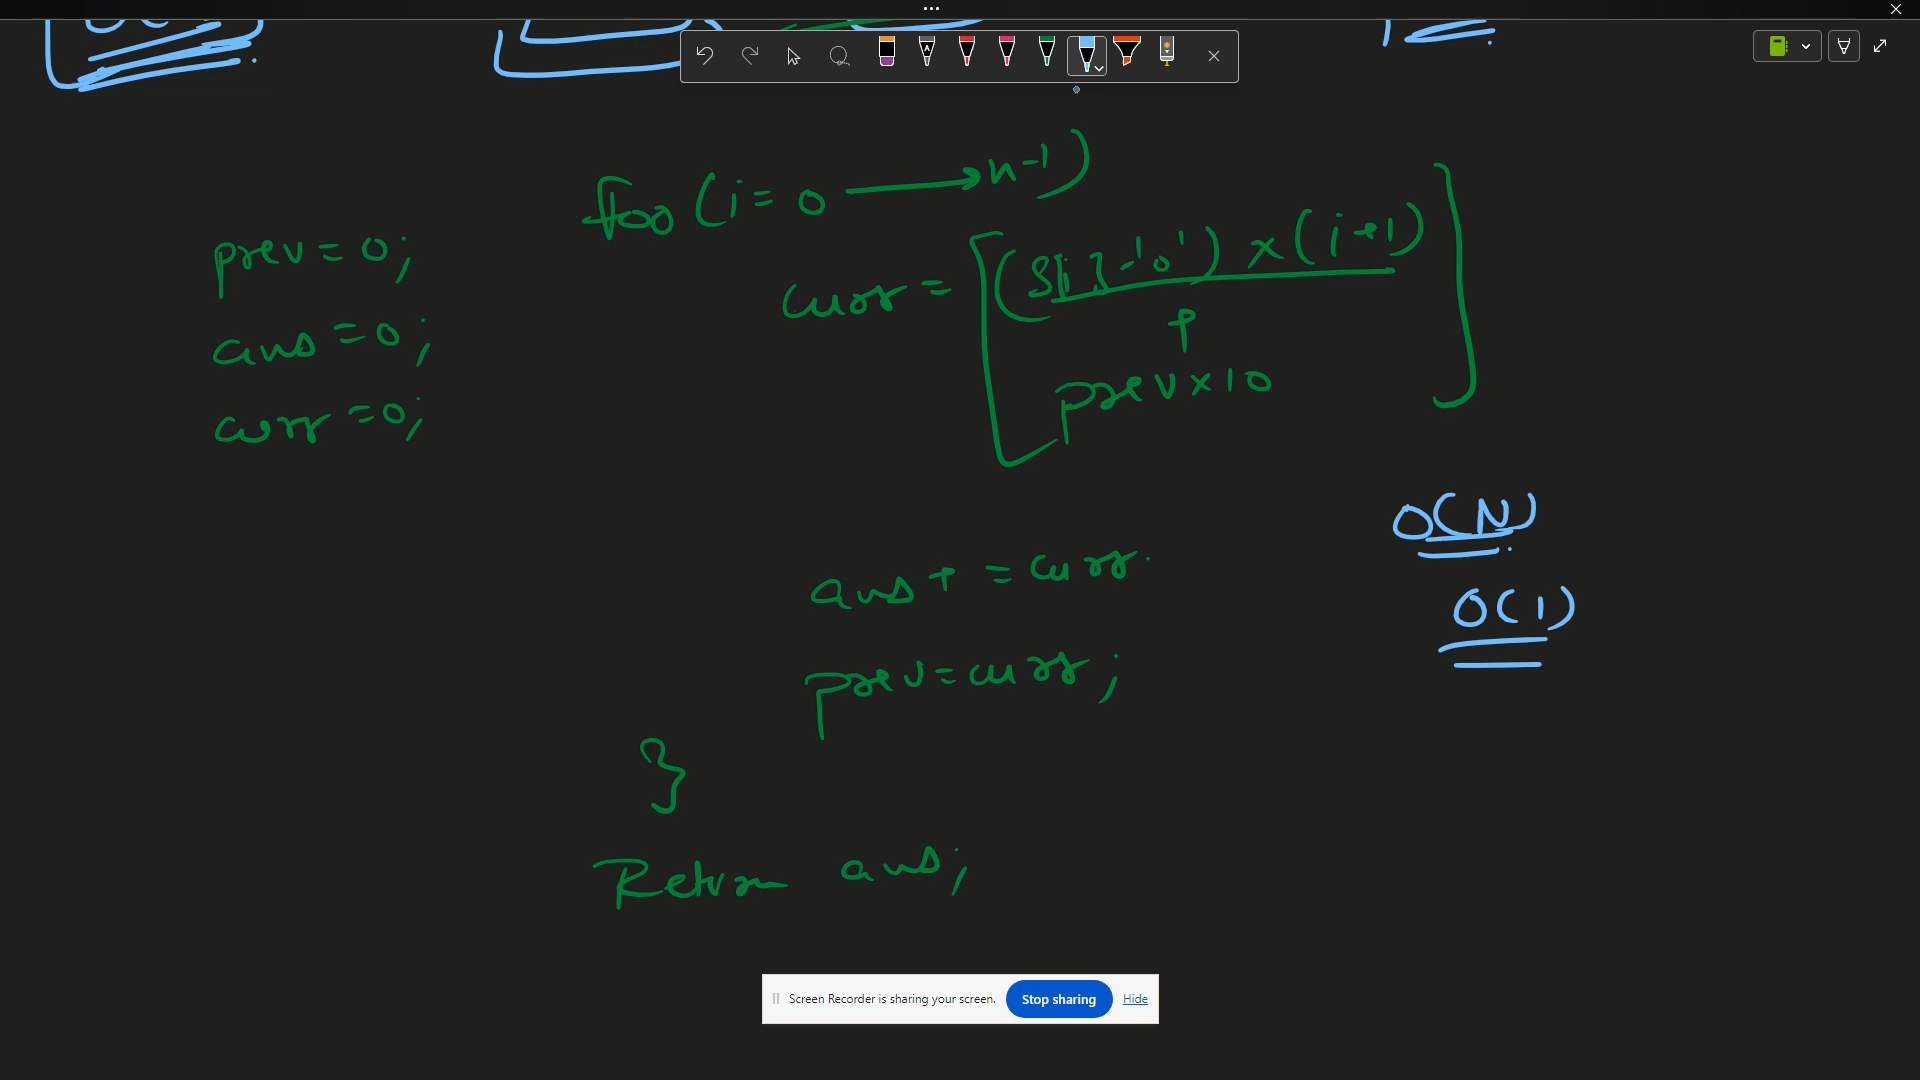 foo (i = 0 ⟶ n-1)
prev = 0;
curr = [(S[i] - '0') × (i+1)
+
prev × 10]
ans = 0;
curr = 0;
O(N)
ans + = curr.
O(1)
prev = curr;
}
Return ans;
Screen Recorder is sharing your screen. Stop sharing Hide